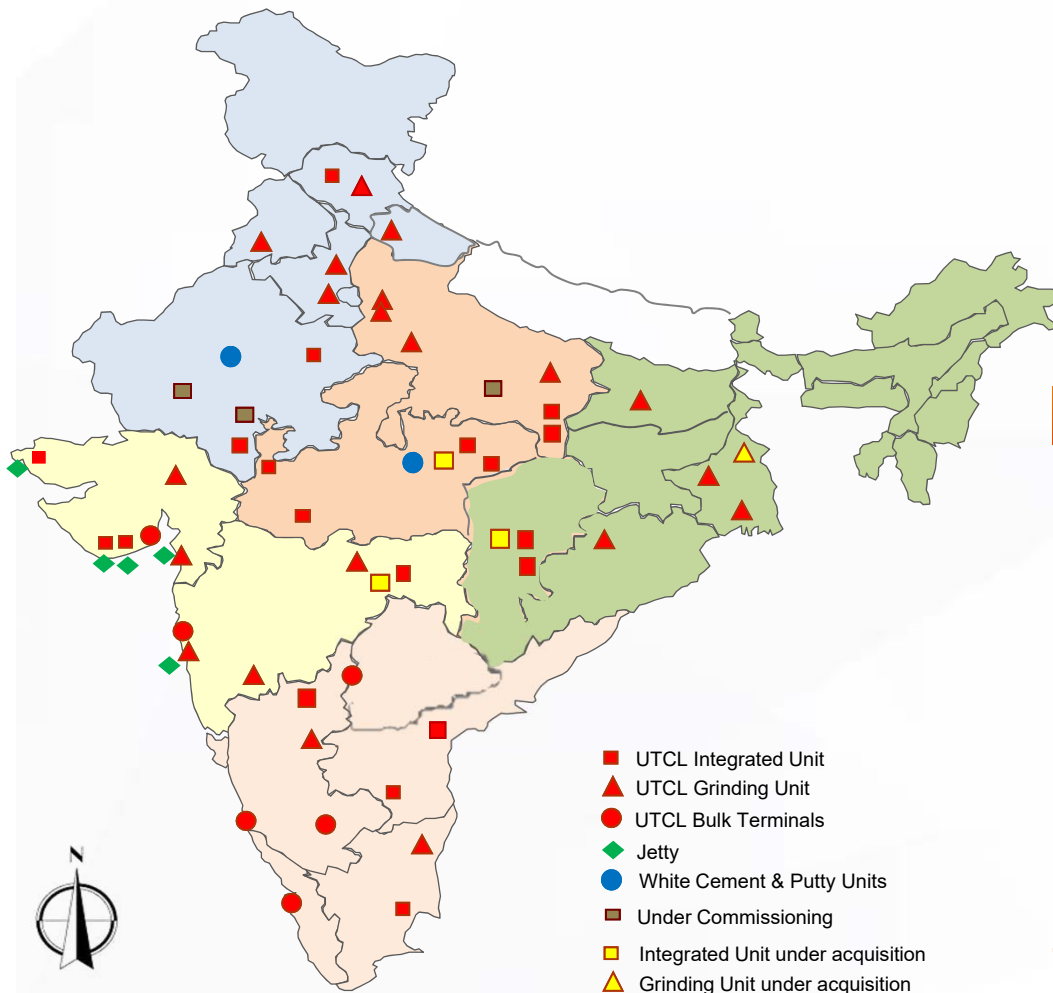 UTCL Integrated Unit
UTCL Grinding Unit
UTCL Bulk Terminals
Jetty
White Cement & Putty Units
Under Commissioning
Integrated Unit under acquisition
Grinding Unit under acquisition
N